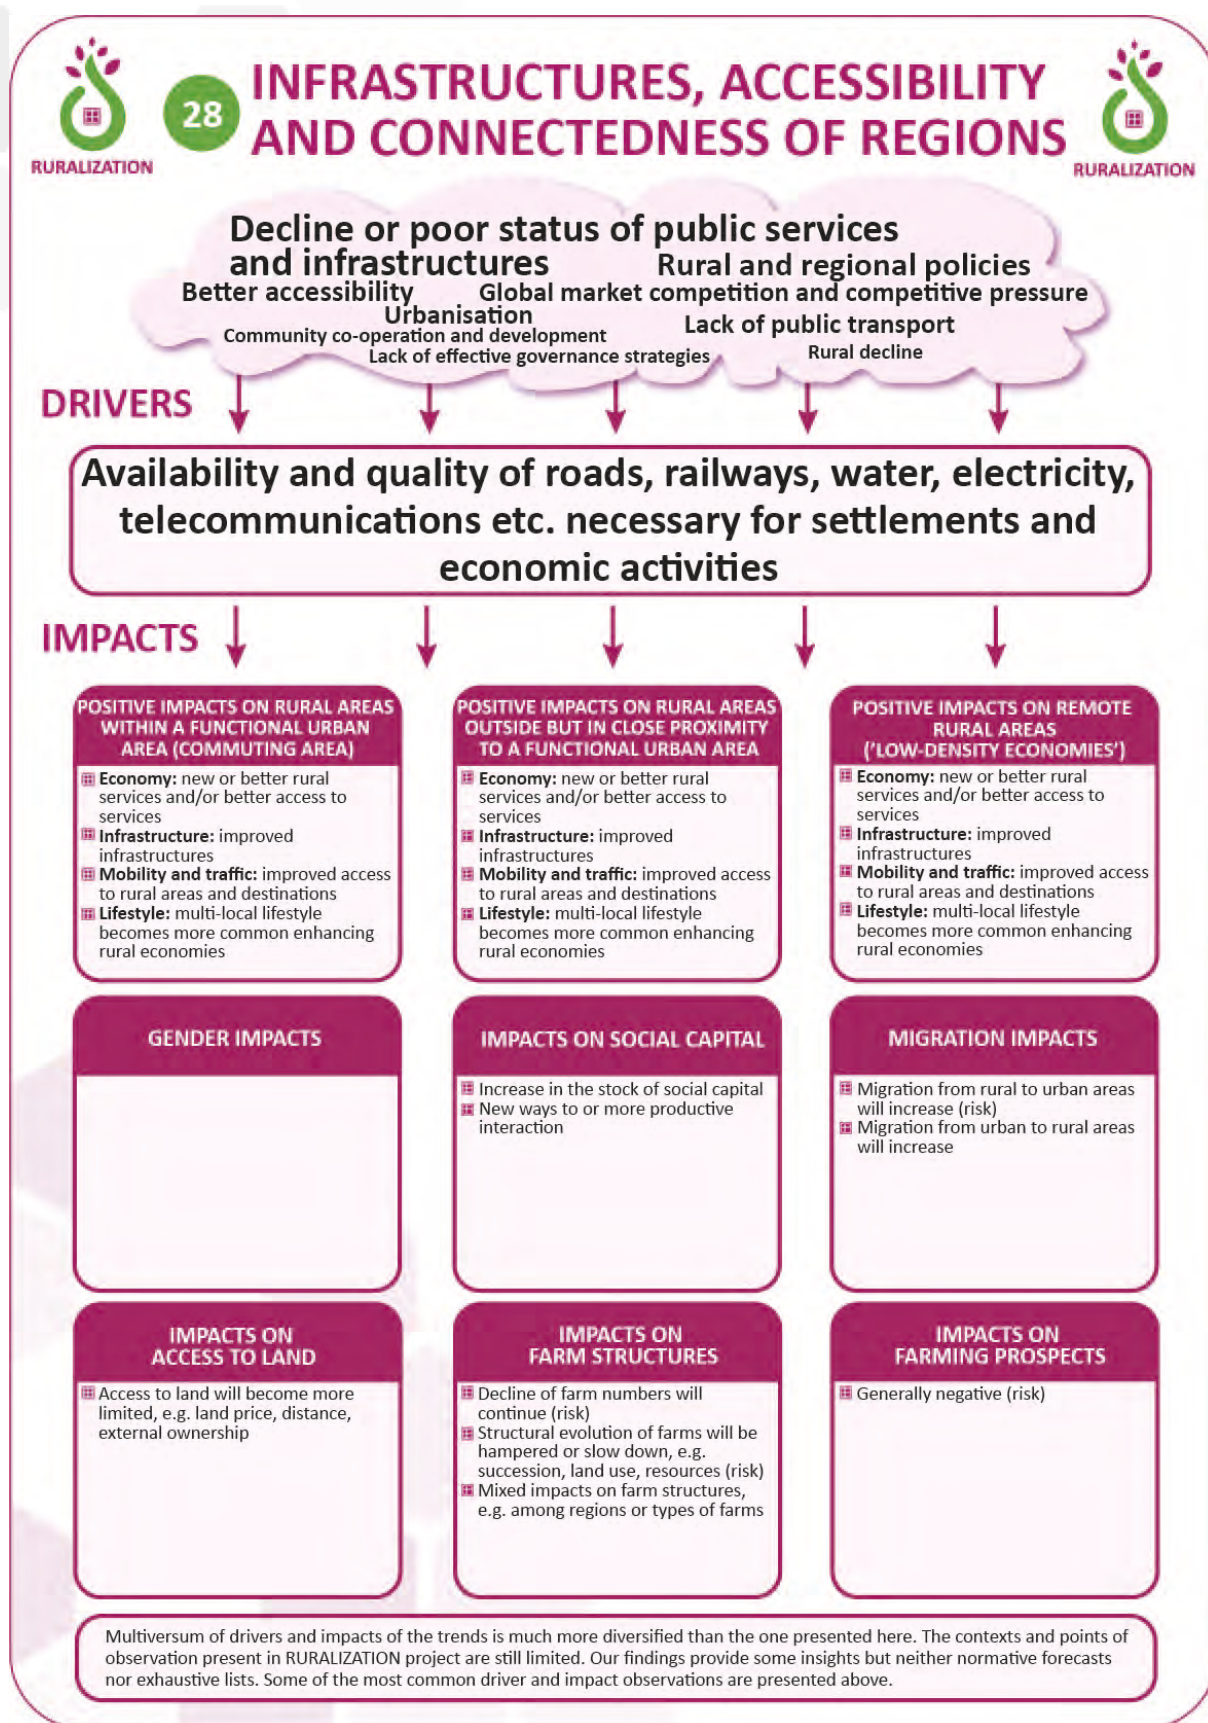 RURALIZATION
28
INFRASTRUCTURES, ACCESSIBILITY
AND CONNECTEDNESS OF REGIONS
RURALIZATION
Decline or poor status of public services
and infrastructures
Rural and regional policies
Better accessibility
Global market competition and competitive pressure
Urbanisation
Lack of public transport
Community co-operation and development
Lack of effective governance strategies
Rural decline
DRIVERS
Availability and quality of roads, railways, water, electricity,
telecommunications etc. necessary for settlements and
economic activities
IMPACTS
POSITIVE IMPACTS ON RURAL AREAS
WITHIN A FUNCTIONAL URBAN
AREA (COMMUTING AREA)
Economy: new or better rural
services and/or better access to
services
Infrastructure: improved
infrastructures
Mobility and traffic: improved access
to rural areas and destinations
Lifestyle: multi-local lifestyle
becomes more common enhancing
rural economies
POSITIVE IMPACTS ON RURAL AREAS
OUTSIDE BUT IN CLOSE PROXIMITY
TO A FUNCTIONAL URBAN AREA
Economy: new or better rural
services and/or better access to
services
Infrastructure: improved
infrastructures
Mobility and traffic: improved access
to rural areas and destinations
Lifestyle: multi-local lifestyle
becomes more common enhancing
rural economies
POSITIVE IMPACTS ON REMOTE
RURAL AREAS
('LOW-DENSITY ECONOMIES')
Economy: new or better rural
services and/or better access to
services
Infrastructure: improved
infrastructures
Mobility and traffic: improved access
to rural areas and destinations
Lifestyle: multi-local lifestyle
becomes more common enhancing
rural economies
GENDER IMPACTS
IMPACTS ON SOCIAL CAPITAL
Increase in the stock of social capital
New ways to or more productive
interaction
MIGRATION IMPACTS
Migration from rural to urban areas
will increase (risk)
Migration from urban to rural areas
will increase
IMPACTS ON
ACCESS TO LAND
Access to land will become more
limited, e.g. land price, distance,
external ownership
IMPACTS ON
FARM STRUCTURES
Decline of farm numbers will
continue (risk)
Structural evolution of farms will be
hampered or slow down, e.g.
succession, land use, resources (risk)
Mixed impacts on farm structures,
e.g. among regions or types of farms
IMPACTS ON
FARMING PROSPECTS
Generally negative (risk)
Multiversum of drivers and impacts of the trends is much more diversified than the one presented here. The contexts and points of
observation present in RURALIZATION project are still limited. Our findings provide some insights but neither normative forecasts
nor exhaustive lists. Some of the most common driver and impact observations are presented above.